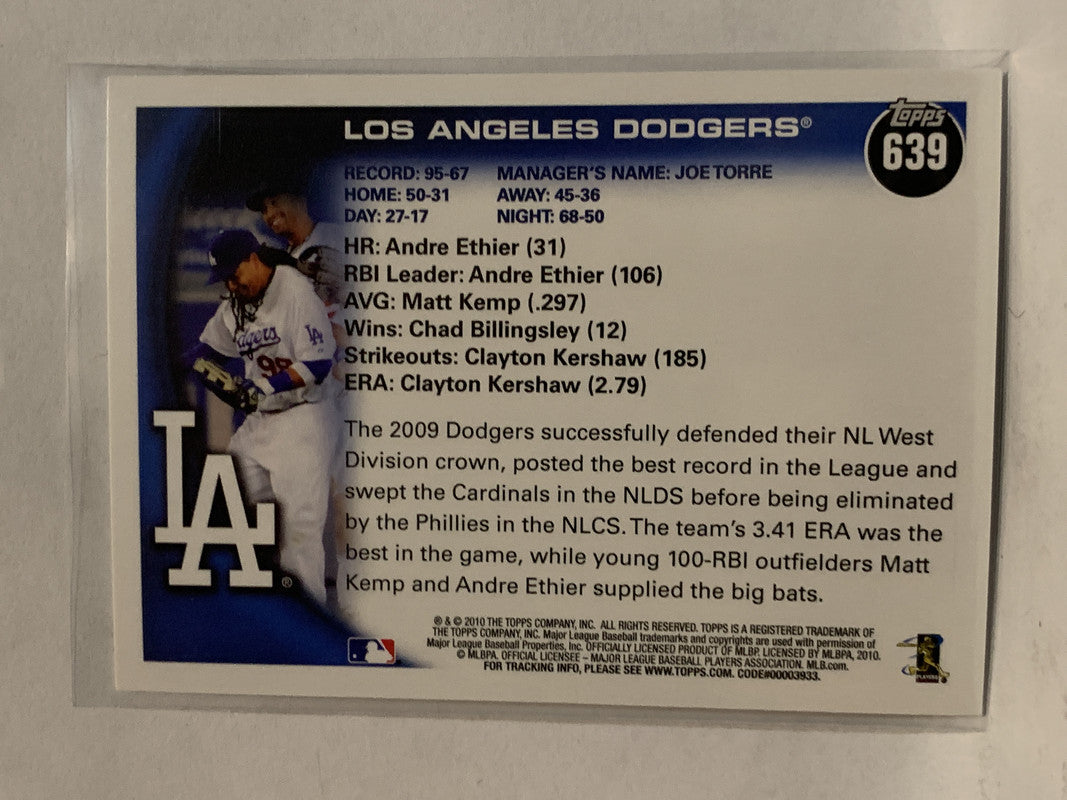 Topps
639
LOS ANGELES DODGERS®
RECORD: 95-67 MANAGER'S NAME: JOE TORRE
HOME: 50-31 AWAY: 45-36
DAY: 27-17 NIGHT: 68-50
HR: Andre Ethier (31)
RBI Leader: Andre Ethier (106)
AVG: Matt Kemp (.297)
Wins: Chad Billingsley (12)
Strikeouts: Clayton Kershaw (185)
ERA: Clayton Kershaw (2.79)
The 2009 Dodgers successfully defended their NL West
Division crown, posted the best record in the League and
swept the Cardinals in the NLDS before being eliminated
by the Phillies in the NLCS. The team's 3.41 ERA was the
best in the game, while young 100-RBI outfielders Matt
Kemp and Andre Ethier supplied the big bats.
LA®
LA
99
® & © 2010 THE TOPPS COMPANY, INC. ALL RIGHTS RESERVED. TOPPS IS A REGISTERED TRADEMARK OF
THE TOPPS COMPANY, INC. Major League Baseball trademarks and copyrights are used with permission of
Major League Baseball Properties, Inc. OFFICIALLY LICENSED PRODUCT OF MLBP. LICENSED BY MLBPA, 2010.
© MLBPA. OFFICIAL LICENSEE – MAJOR LEAGUE BASEBALL PLAYERS ASSOCIATION. MLB.com.
FOR TRACKING INFO, PLEASE SEE WWW.TOPPS.COM. CODE#00003933.
PLAYERS